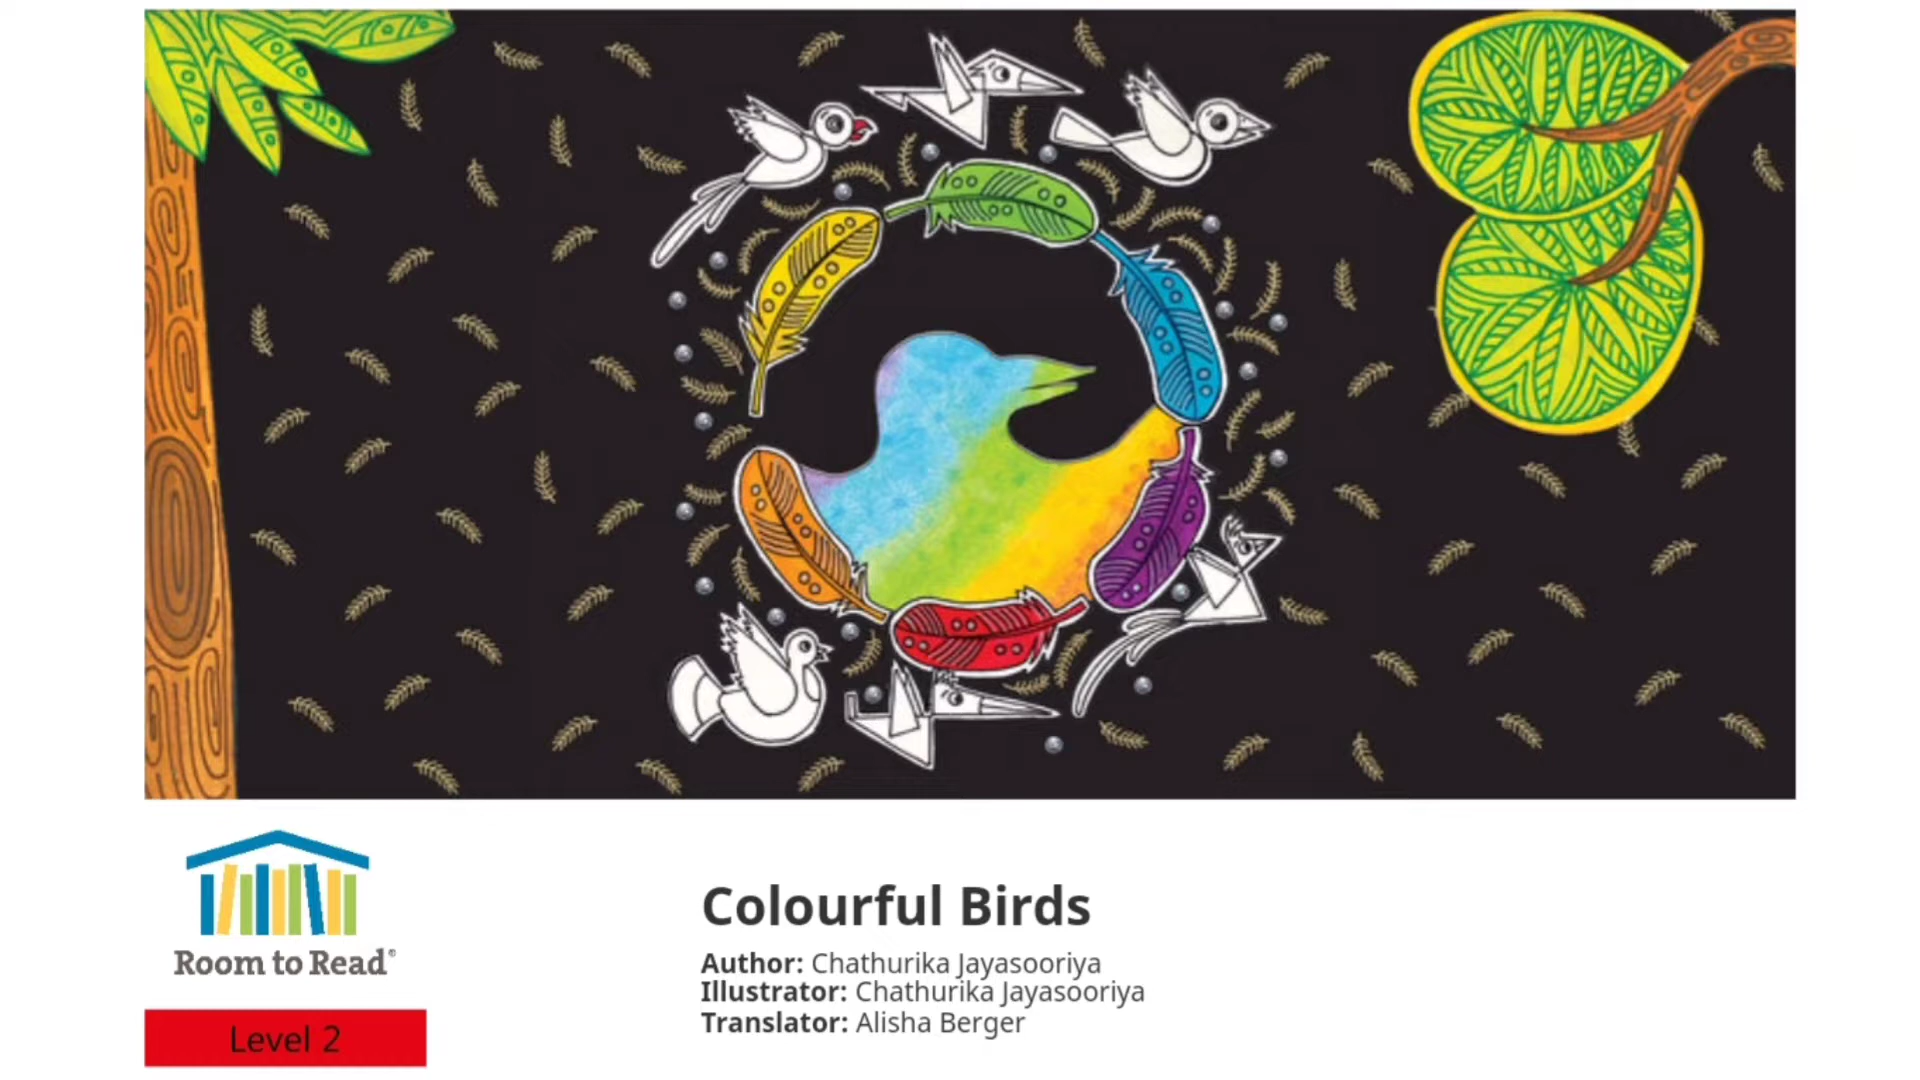 Room to Read®
Level 2
Colourful Birds
Author: Chathurika Jayasooriya
Illustrator: Chathurika Jayasooriya
Translator: Alisha Berger